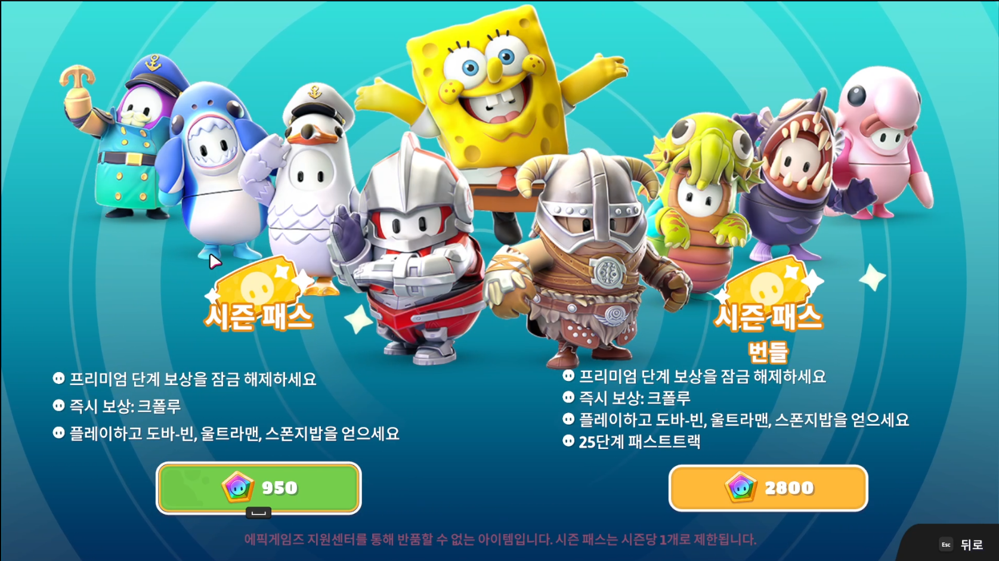 시즌 패스
프리미엄 단계 보상을 잠금 해제하세요
즉시 보상: 크폴루
플레이하고 도바-빈, 울트라맨, 스폰지밥을 얻으세요
950
시즌 패스
번들
프리미엄 단계 보상을 잠금 해제하세요
즉시 보상: 크폴루
플레이하고 도바-빈, 울트라맨, 스폰지밥을 얻으세요
25단계 패스트트랙
2800
에픽게임즈 지원센터를 통해 반품할 수 없는 아이템입니다. 시즌 패스는 시즌당 1개로 제한됩니다.
Esc 뒤로